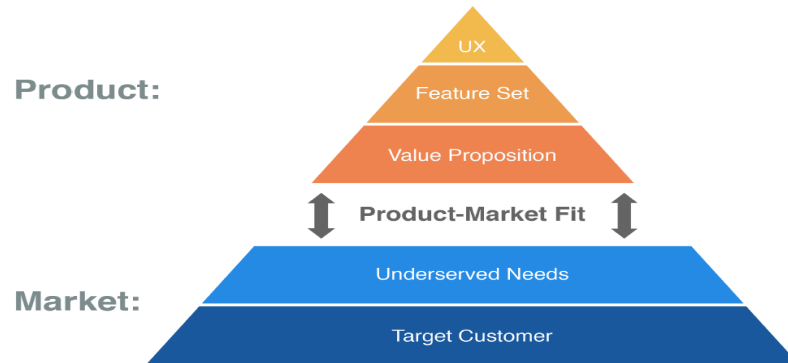 UX
Product:
Feature Set
Value Proposition
Product-Market Fit
Underserved Needs
Market:
Target Customer